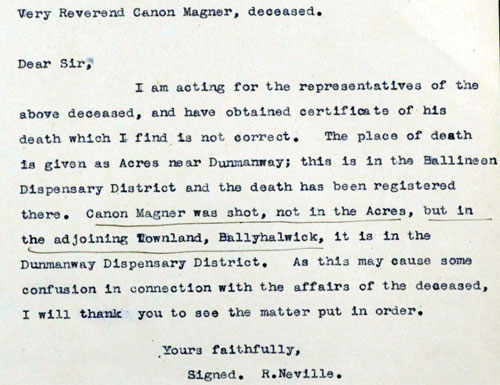 Very Reverend Canon Magner, deceased.
Dear Sir,
I am acting for the representatives of the
above deceased, and have obtained certificate of his
death which I find is not correct. The place of death
is given as Acres near Dunmanway; this is in the Ballineen
Dispensary District and the death has been registered
there. Canon Magner was shot, not in the Acres, but in
the adjoining Townland, Ballyhalwick, it is in the
Dunmanway Dispensary District. As this may cause some
confusion in connection with the affairs of the deceased,
I will thank you to see the matter put in order.
Yours faithfully,
Signed. R.Neville.